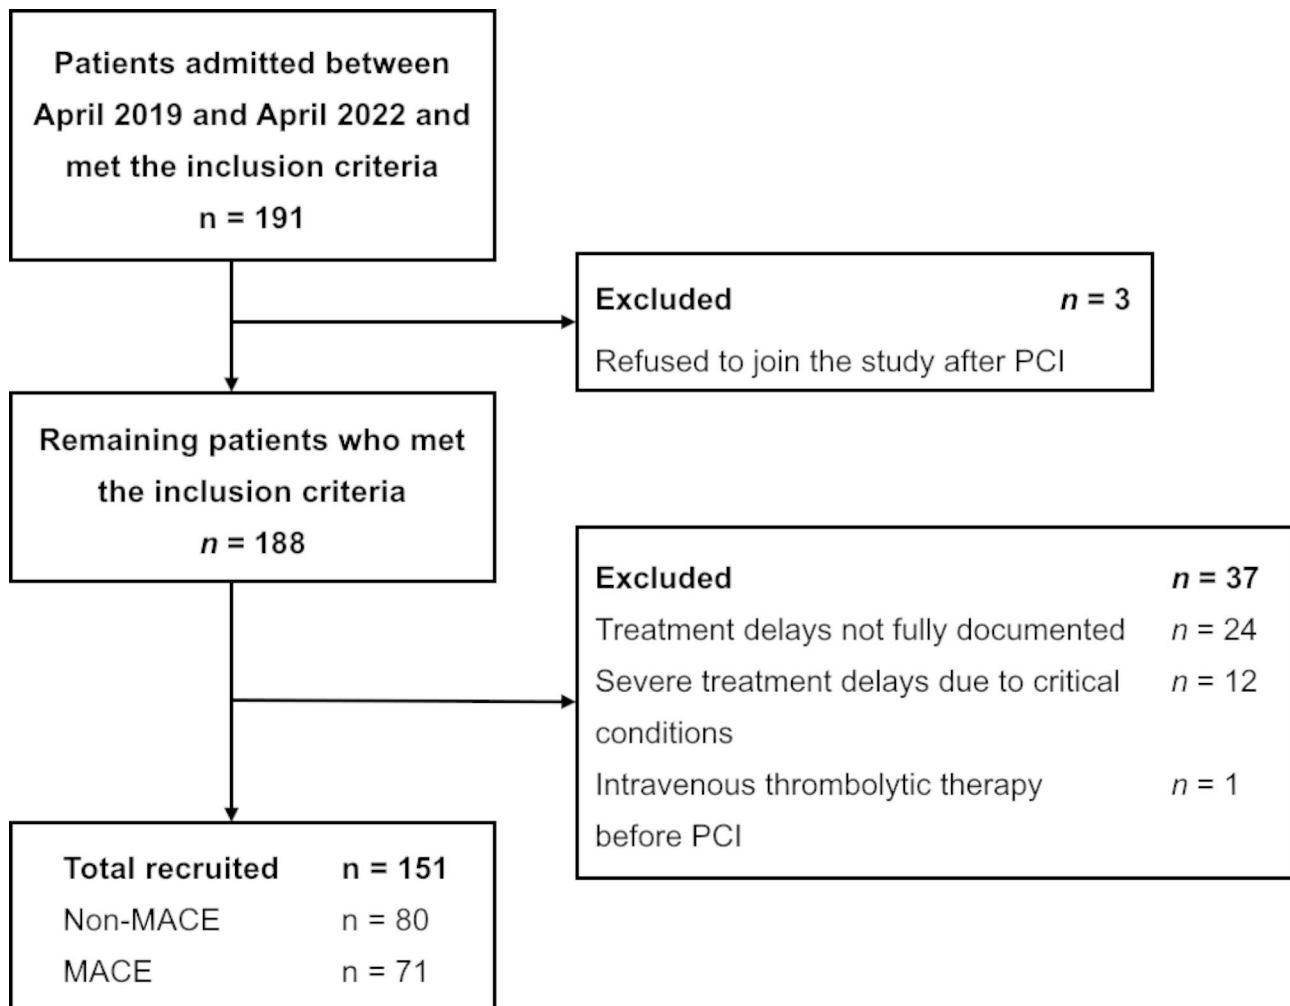 Patients admitted between
April 2019 and April 2022 and
met the inclusion criteria
n = 191
Excluded n = 3
Refused to join the study after PCI
Remaining patients who met
the inclusion criteria
n = 188
Excluded n = 37
Treatment delays not fully documented n = 24
Severe treatment delays due to critical n = 12
conditions
Intravenous thrombolytic therapy n = 1
before PCI
Total recruited n = 151
Non-MACE n = 80
MACE n = 71